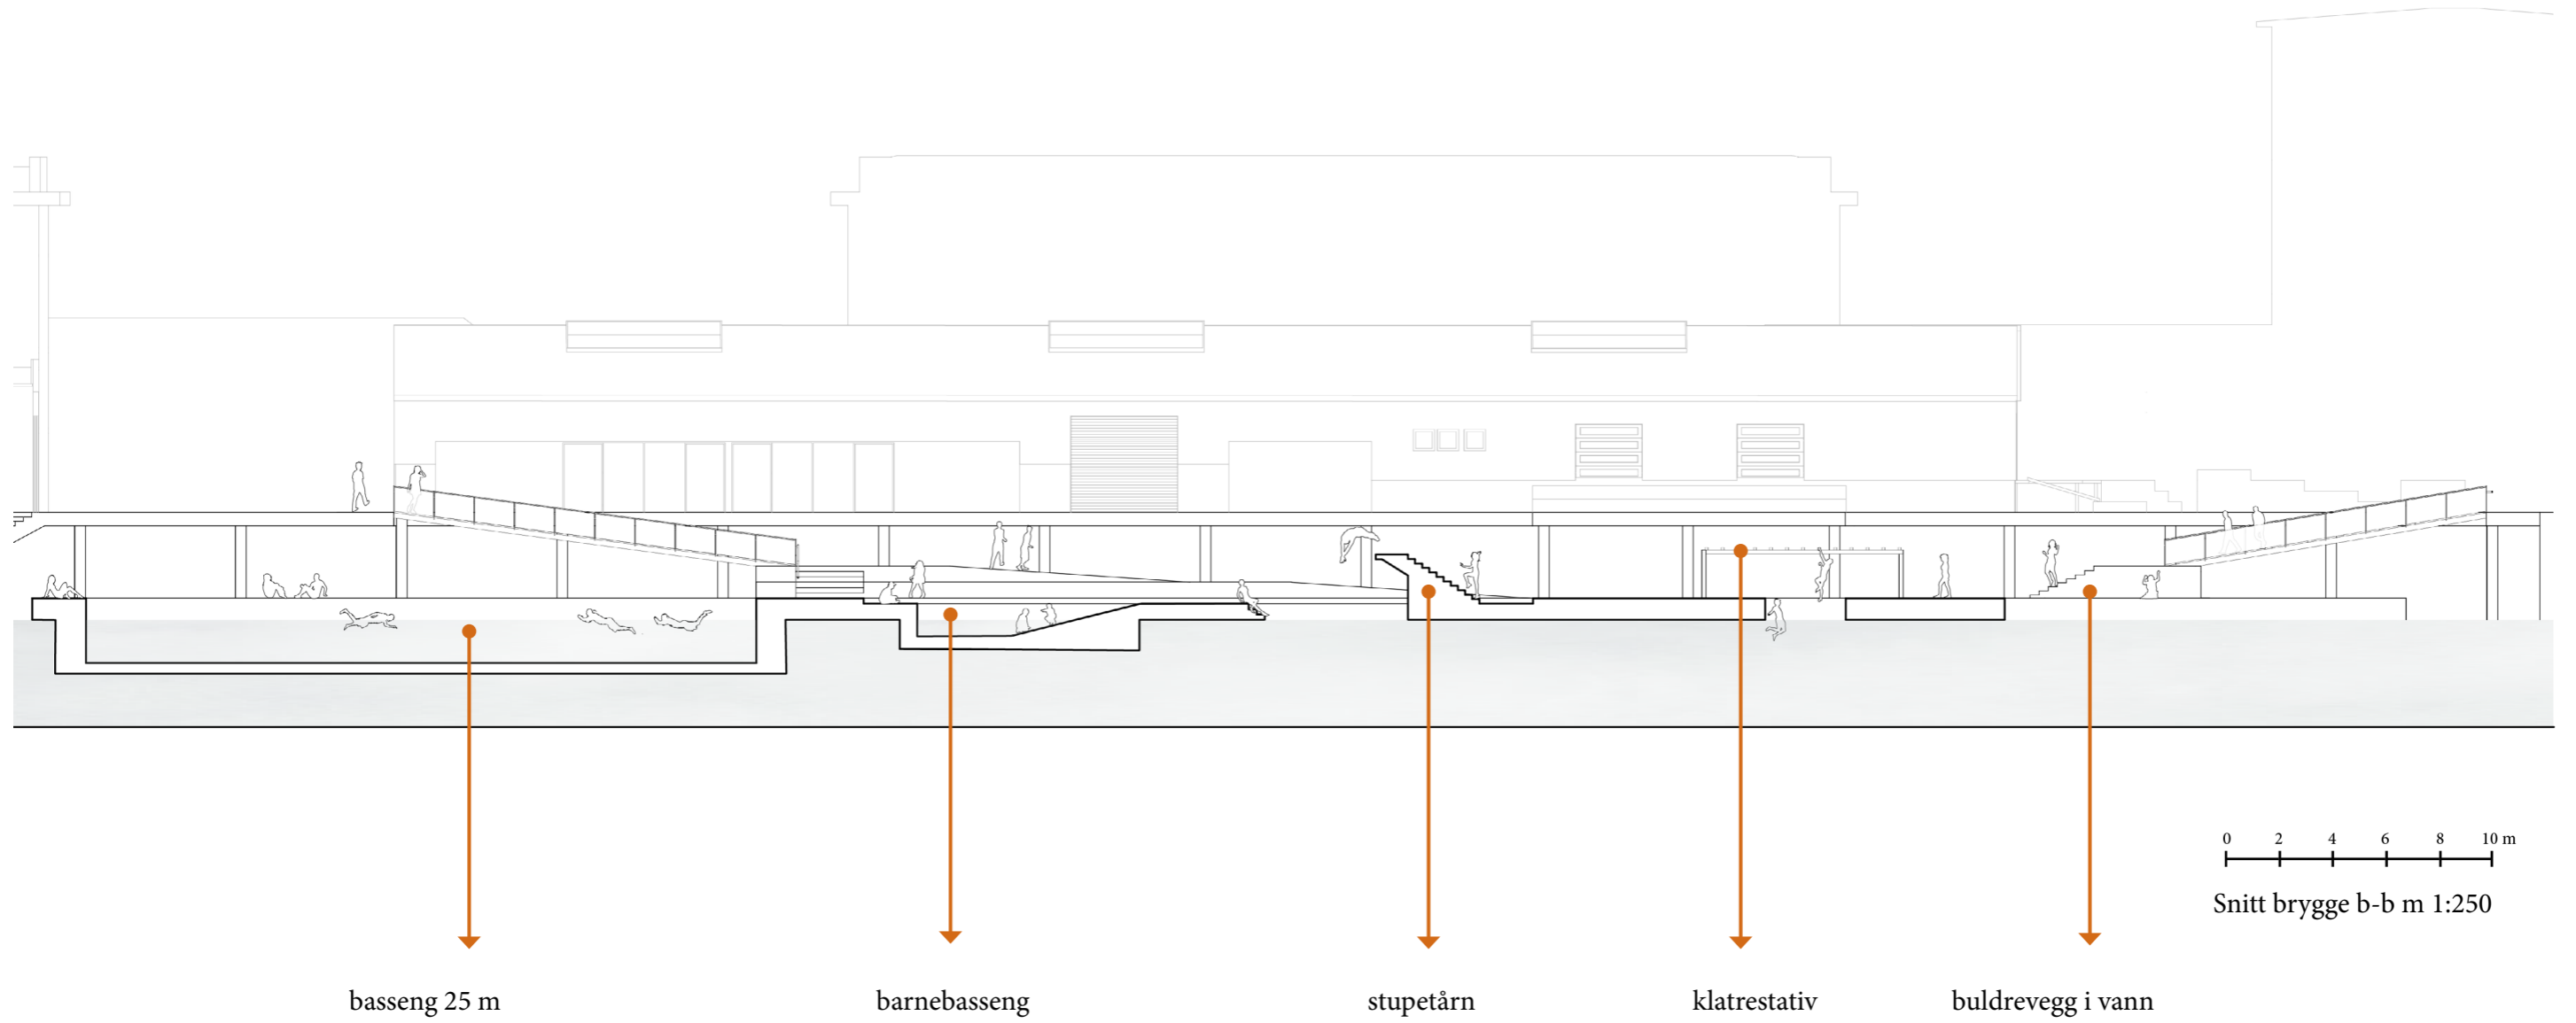 0 2 4 6 8 10 m
Snitt brygge b-b m 1:250
basseng 25 m barnebasseng stupetårn klatrestativ buldrevegg i vann